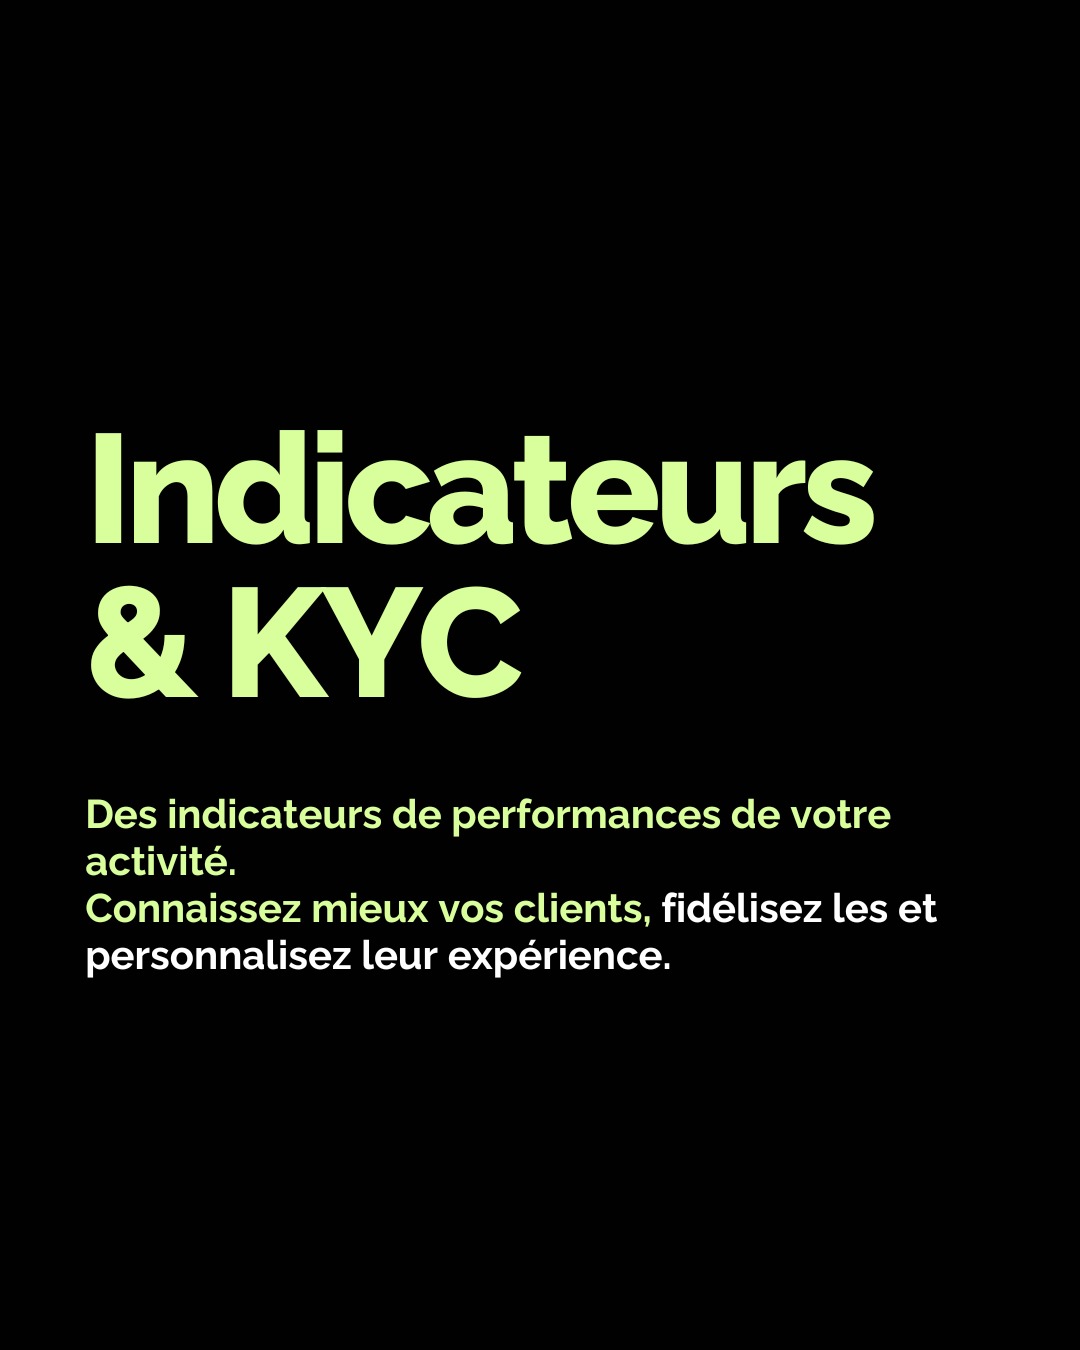 Indicateurs
& KYC
Des indicateurs de performances de votre
activité.
Connaissez mieux vos clients, fidélisez les et
personnalisez leur expérience.